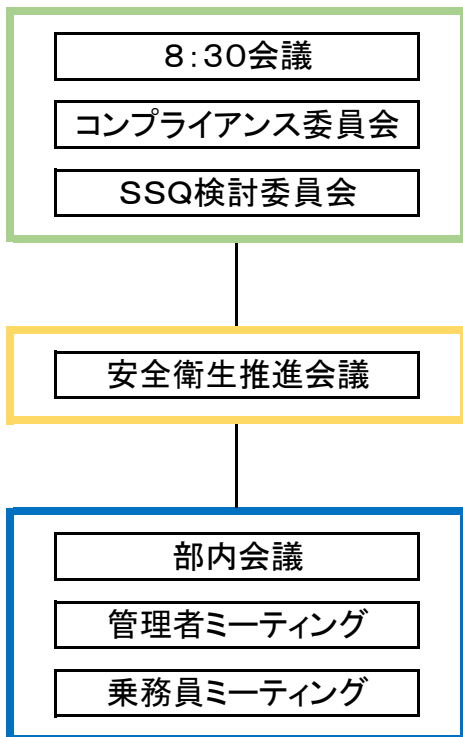 ８：３０会議
コンプライアンス委員会
ＳＳＱ検討委員会
安全衛生推進会議
部内会議
管理者ミーティング
乗務員ミーティング